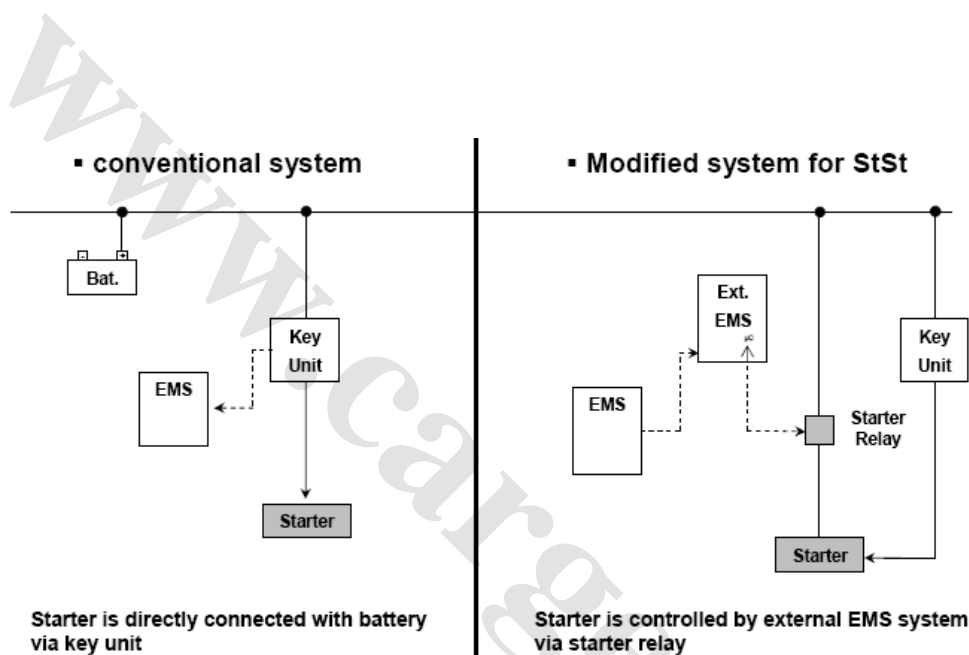 ▪ conventional system
- +
Bat.
Key
Unit
EMS
Starter
Starter is directly connected with battery
via key unit
▪ Modified system for StSt
Ext.
EMS
µC
EMS
Key
Unit
Starter
Relay
Starter
Starter is controlled by external EMS system
via starter relay